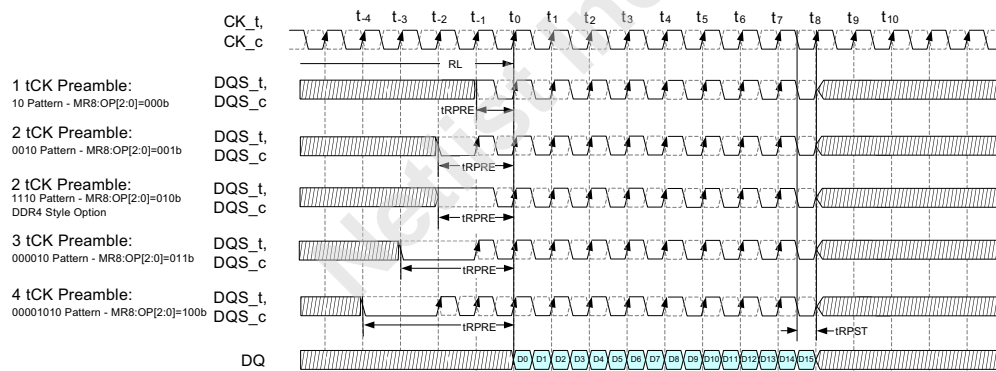 CK_t,
CK_c
t-4 t-3 t-2 t-1 t0 t1 t2 t3 t4 t5 t6 t7 t8 t9 t10
RL
1 tCK Preamble:
10 Pattern - MR8:OP[2:0]=000b
DQS_t,
DQS_c
tRPRE
2 tCK Preamble:
0010 Pattern - MR8:OP[2:0]=001b
DQS_t,
DQS_c
tRPRE
2 tCK Preamble:
1110 Pattern - MR8:OP[2:0]=010b
DDR4 Style Option
DQS_t,
DQS_c
tRPRE
3 tCK Preamble:
000010 Pattern - MR8:OP[2:0]=011b
DQS_t,
DQS_c
tRPRE
4 tCK Preamble:
00001010 Pattern - MR8:OP[2:0]=100b
DQS_t,
DQS_c
tRPRE
tRPST
DQ
D0 D1 D2 D3 D4 D5 D6 D7 D8 D9 D10 D11 D12 D13 D14 D15
Netlist